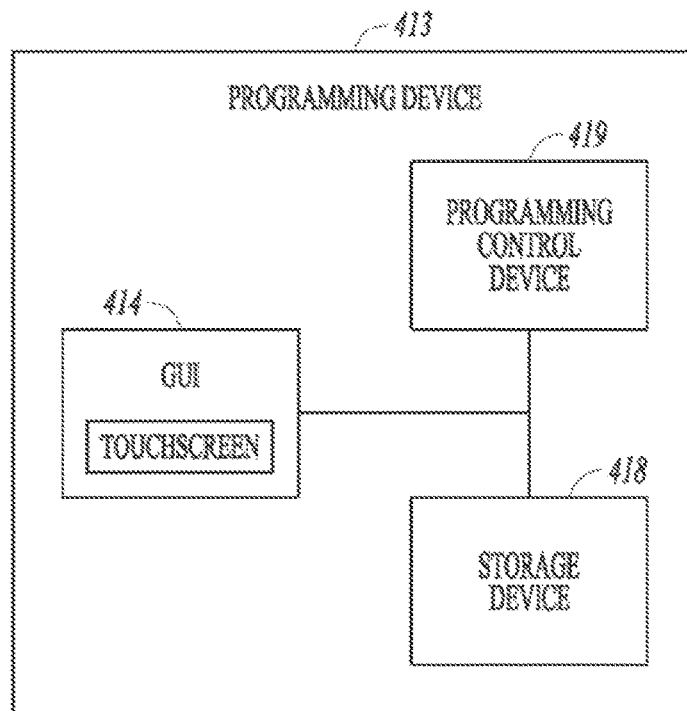 413
PROGRAMMING DEVICE
419
PROGRAMMING
CONTROL
DEVICE
414
GUI
TOUCHSCREEN
418
STORAGE
DEVICE